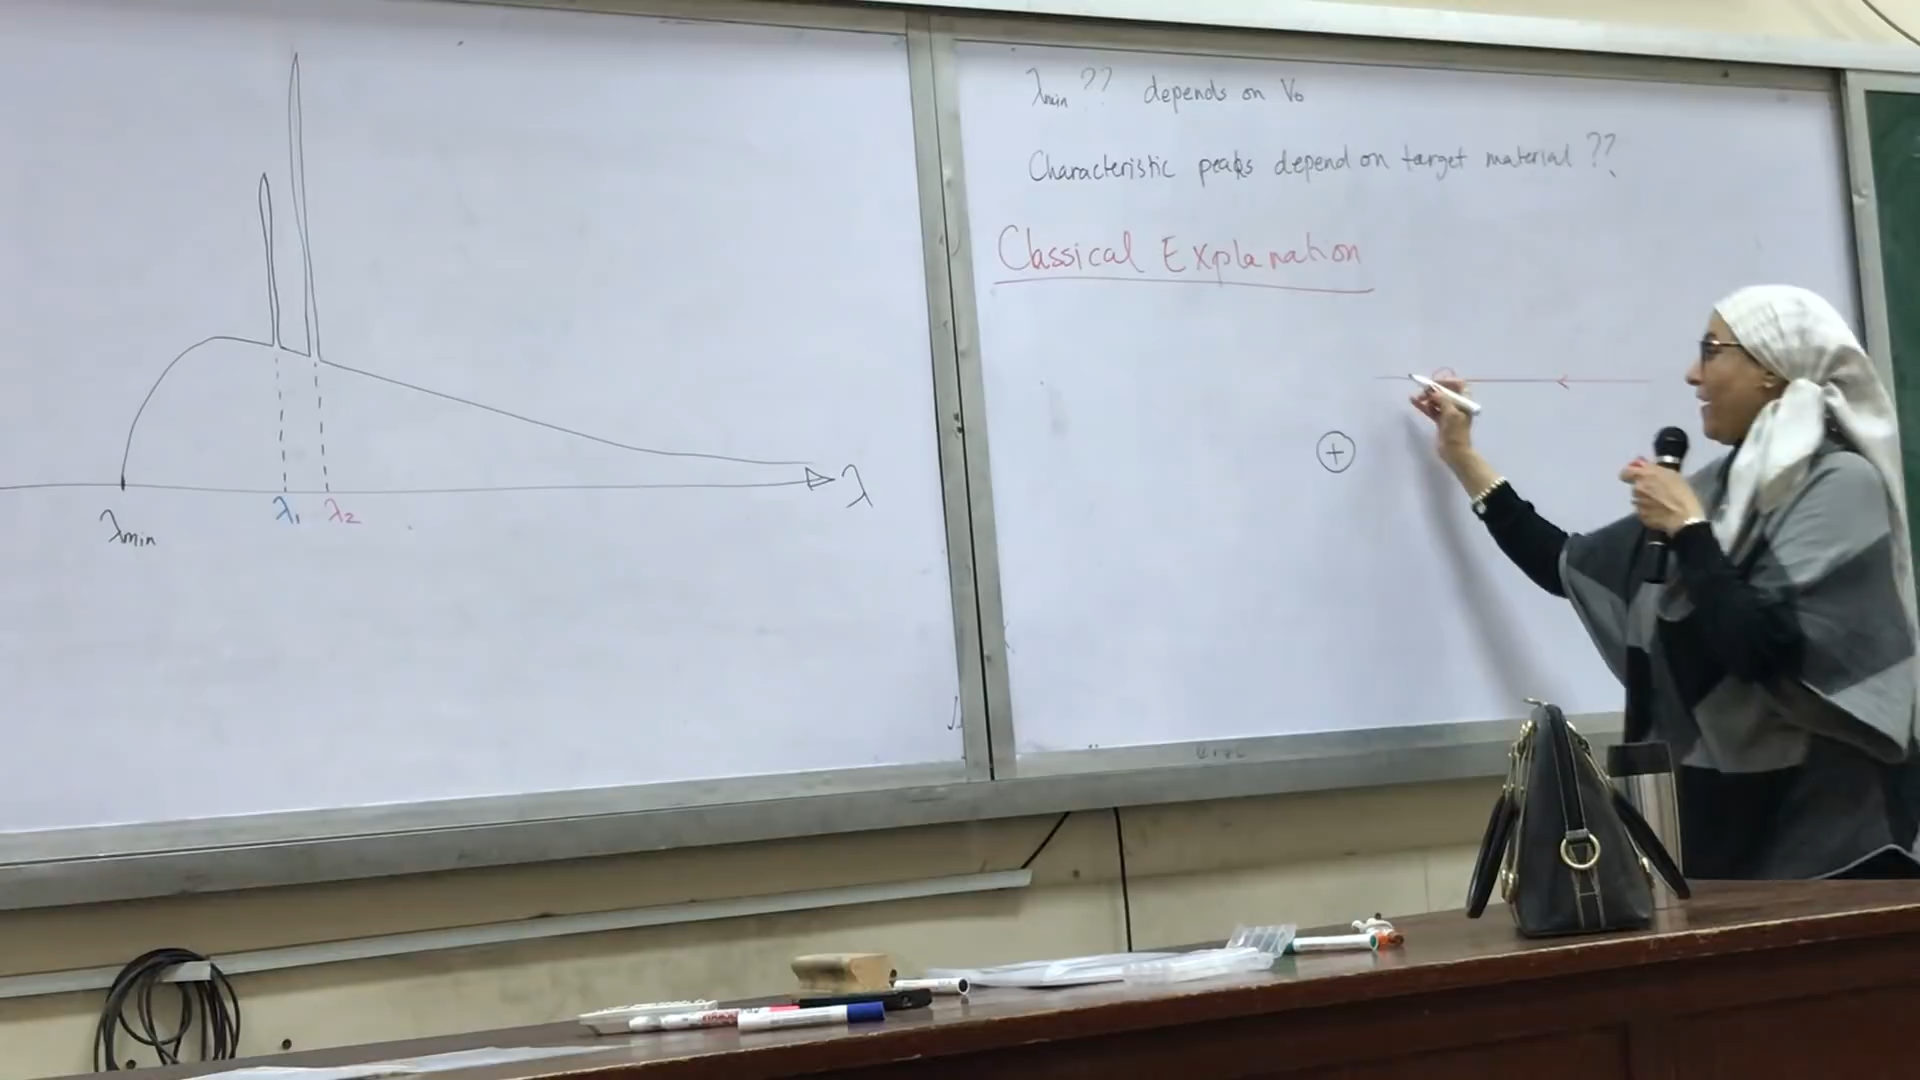 λmin
λ1
λ2
λ
λmin ?? depends on V0
Characteristic peaks depend on target material ??
Classical Explanation
+